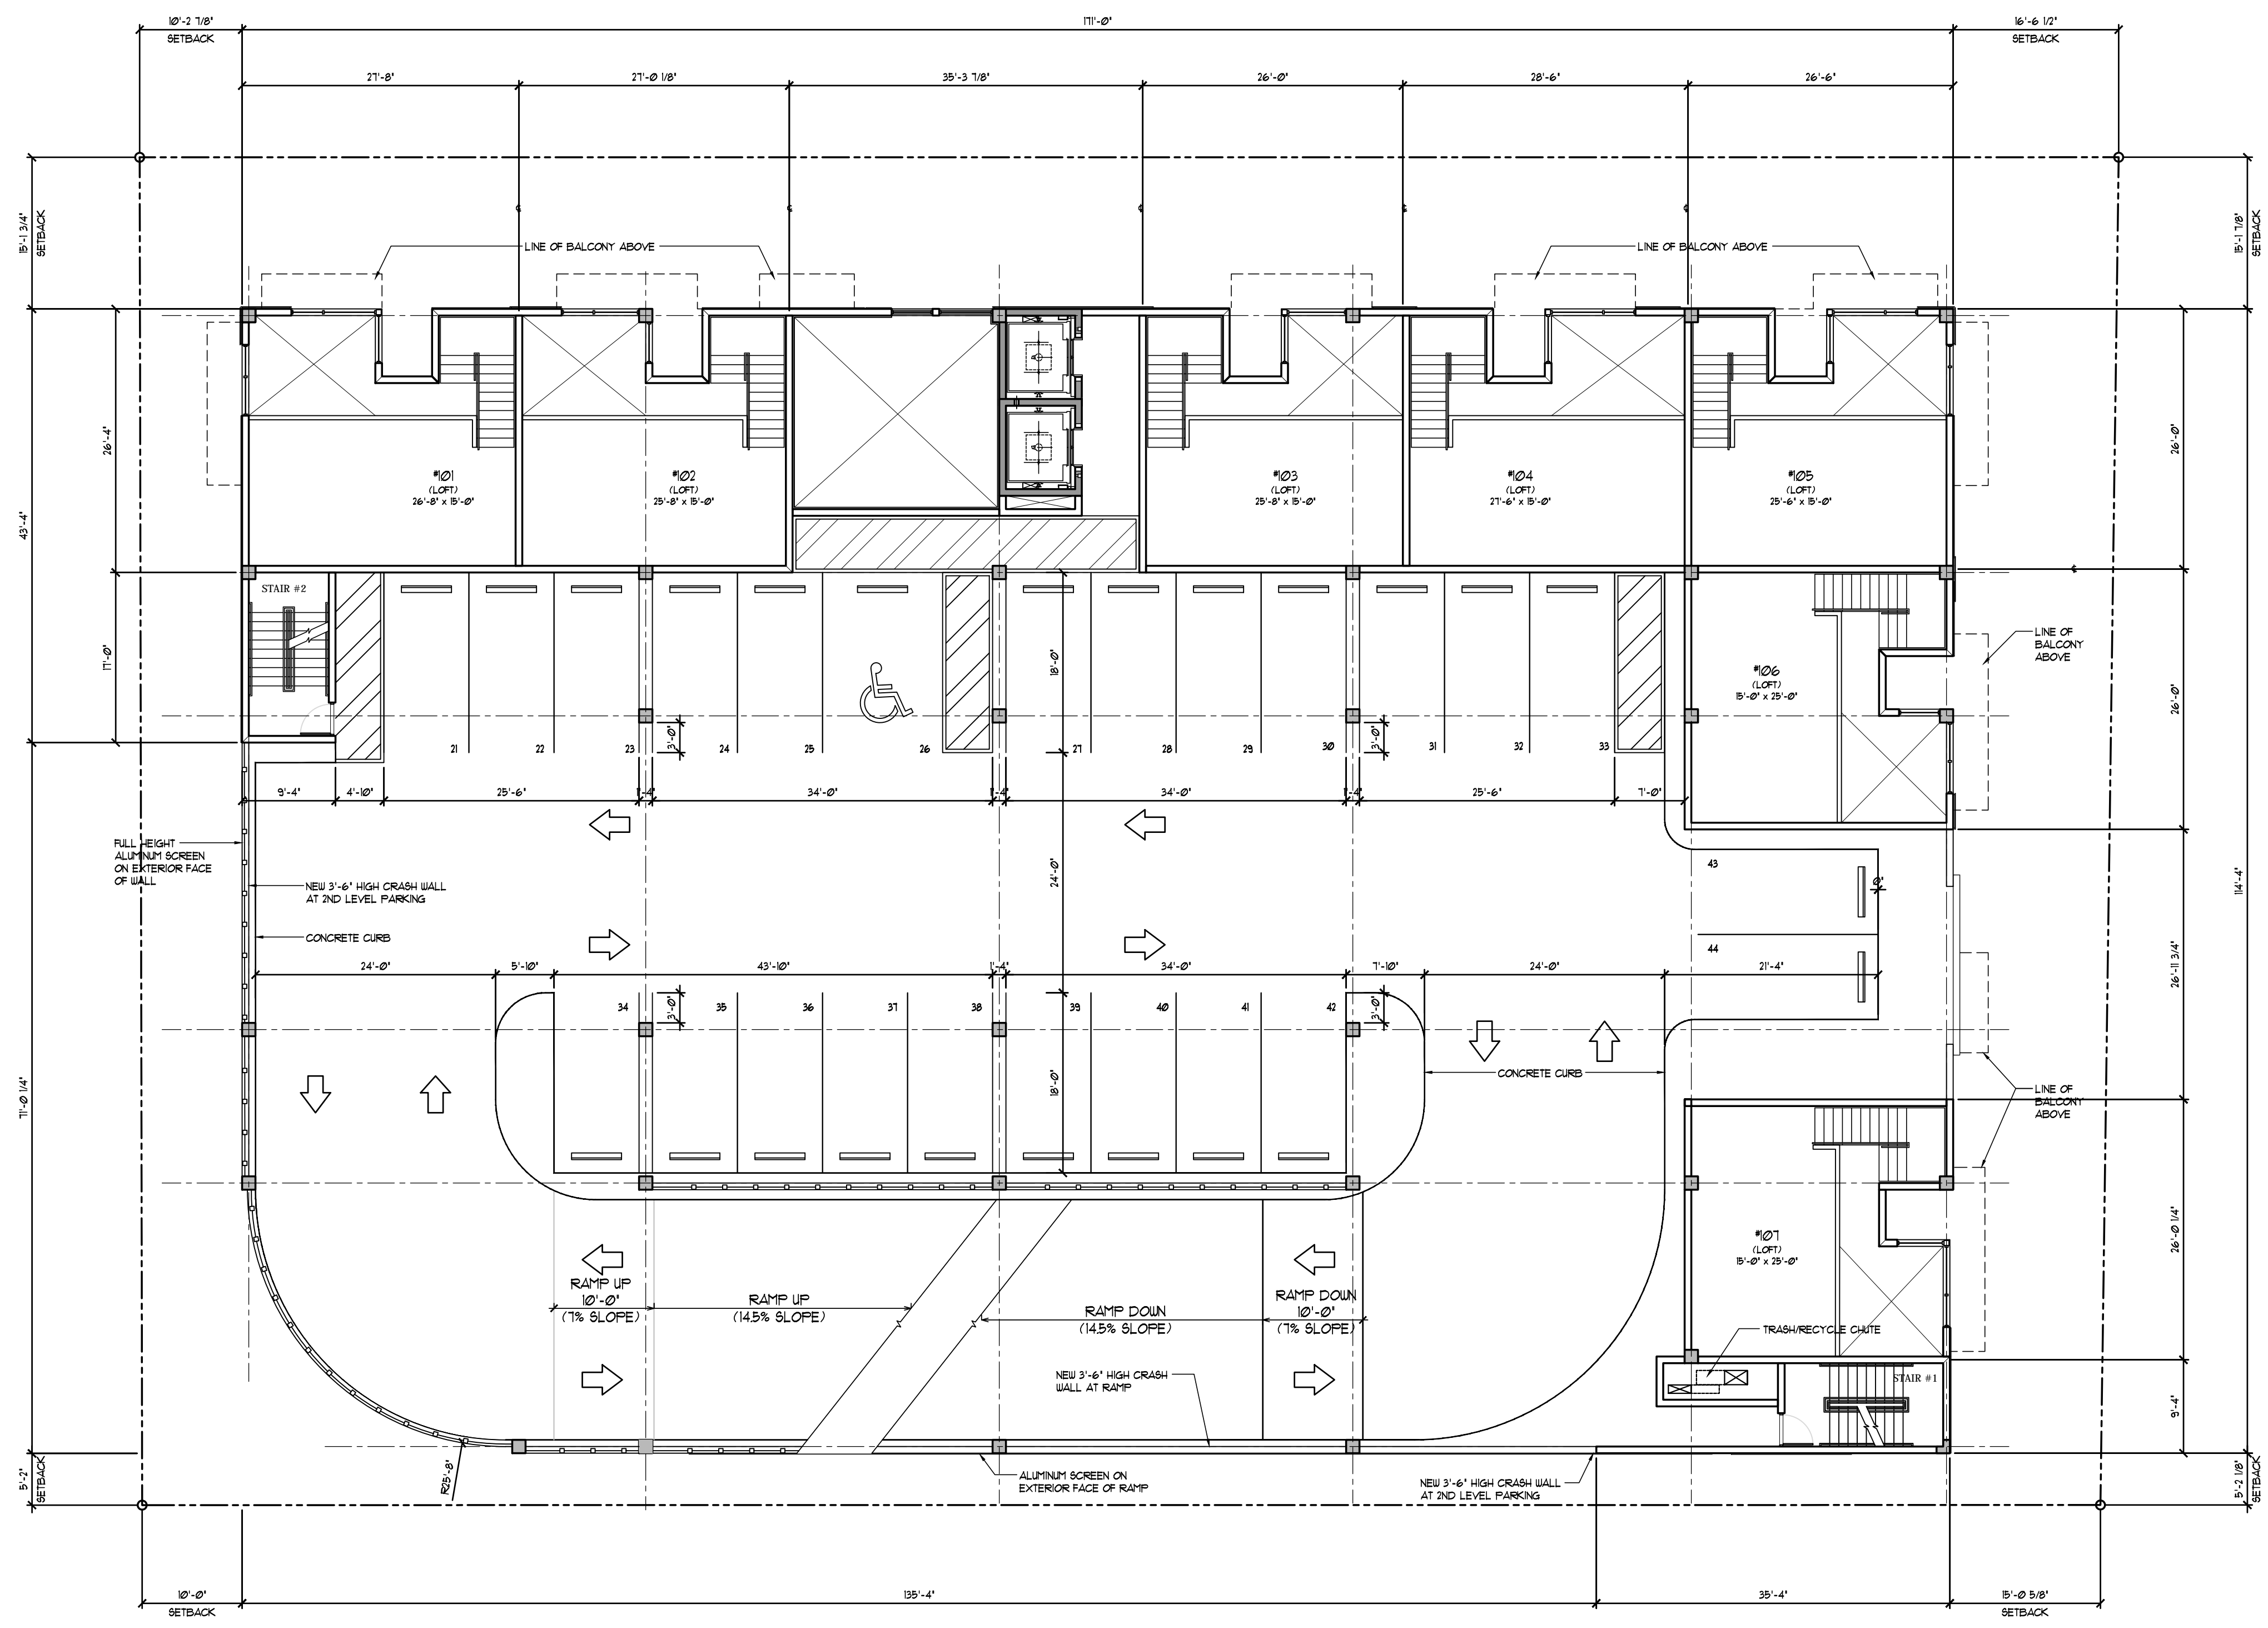 10'-2 7/8"
171'-0"
16'-6 1/2"
SETBACK
SETBACK
27'-8"
27'-0 1/8"
35'-3 7/8"
26'-0"
28'-6"
26'-6"
15'-1 3/4"
SETBACK
15'-1 7/8"
SETBACK
LINE OF BALCONY ABOVE
LINE OF BALCONY ABOVE
26'-4"
43'-4"
26'-0"
#101
(LOFT)
26'-8" x 15'-0"
#102
(LOFT)
25'-8" x 15'-0"
#103
(LOFT)
25'-8" x 15'-0"
#104
(LOFT)
27'-6" x 15'-0"
#105
(LOFT)
25'-6" x 15'-0"
STAIR #2
17'-0"
18'-0"
#106
(LOFT)
15'-0" x 25'-0"
LINE OF
BALCONY
ABOVE
26'-0"
21
22
23
3'-0"
24
25
26
27
28
29
30
3'-0"
31
32
33
9'-4"
4'-10"
25'-6"
1'-4"
34'-0"
1'-4"
34'-0"
1'-4"
25'-6"
7'-0"
FULL HEIGHT
ALUMINUM SCREEN
ON EXTERIOR FACE
OF WALL
NEW 3'-6" HIGH CRASH WALL
AT 2ND LEVEL PARKING
CONCRETE CURB
24'-0"
43
44
114'-4"
26'-11 3/4"
24'-0"
5'-10"
43'-10"
1'-4"
34'-0"
7'-10"
24'-0"
21'-4"
34
3'-0"
35
36
37
38
39
40
41
42
3'-0"
18'-0"
CONCRETE CURB
71'-0 1/4"
LINE OF
BALCONY
ABOVE
#107
(LOFT)
15'-0" x 25'-0"
26'-0 1/4"
RAMP UP
10'-0"
(7% SLOPE)
RAMP UP
(14.5% SLOPE)
RAMP DOWN
(14.5% SLOPE)
RAMP DOWN
10'-0"
(7% SLOPE)
TRASH/RECYCLE CHUTE
NEW 3'-6" HIGH CRASH
WALL AT RAMP
STAIR #1
9'-4"
R25'-8"
ALUMINUM SCREEN ON
EXTERIOR FACE OF RAMP
NEW 3'-6" HIGH CRASH WALL
AT 2ND LEVEL PARKING
5'-2"
SETBACK
5'-2 1/8"
SETBACK
10'-0"
SETBACK
135'-4"
35'-4"
15'-0 5/8"
SETBACK